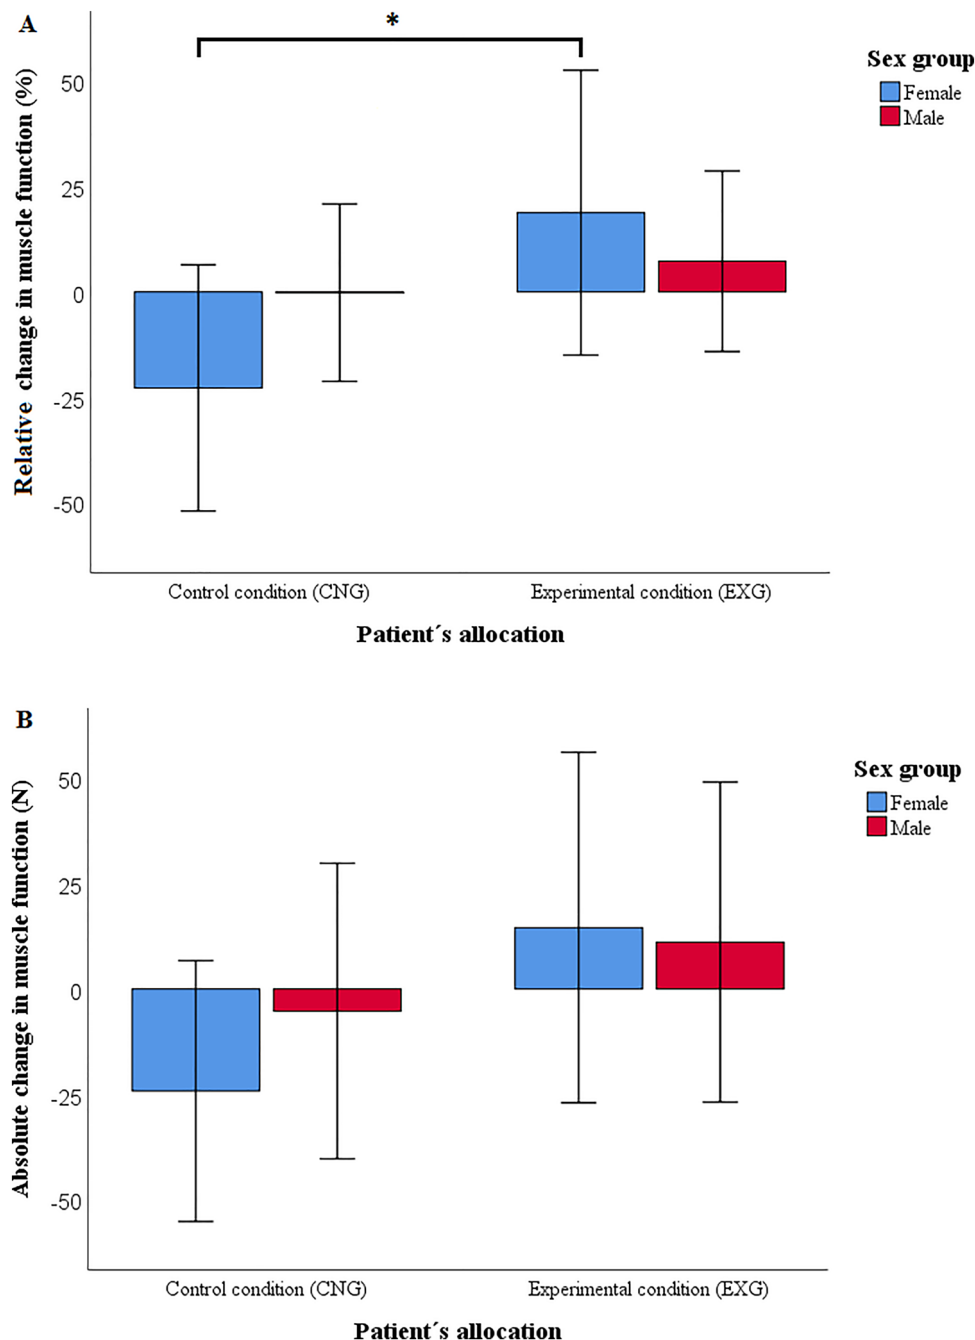 A
*
Relative change in muscle function (%)
50
25
0
-25
-50
Sex group
Female
Male
Control condition (CNG) Experimental condition (EXG)
Patient´s allocation
B
Absolute change in muscle function (N)
50
25
0
-25
-50
Sex group
Female
Male
Control condition (CNG) Experimental condition (EXG)
Patient´s allocation